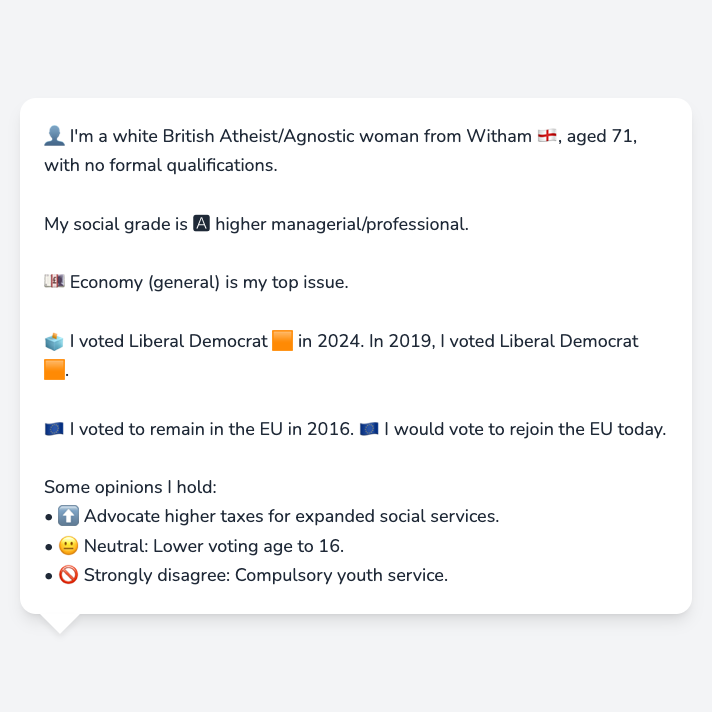 👤 I'm a white British Atheist/Agnostic woman from Witham 🏴󠁧󠁢󠁥󠁮󠁧󠁿, aged 71,
with no formal qualifications.
My social grade is 🅰 higher managerial/professional.
💷 Economy (general) is my top issue.
🗳️ I voted Liberal Democrat 🟧 in 2024. In 2019, I voted Liberal Democrat
🟧.
🇪🇺 I voted to remain in the EU in 2016. 🇪🇺 I would vote to rejoin the EU today.
Some opinions I hold:
• ⬆️ Advocate higher taxes for expanded social services.
• 😐 Neutral: Lower voting age to 16.
• 🚫 Strongly disagree: Compulsory youth service.